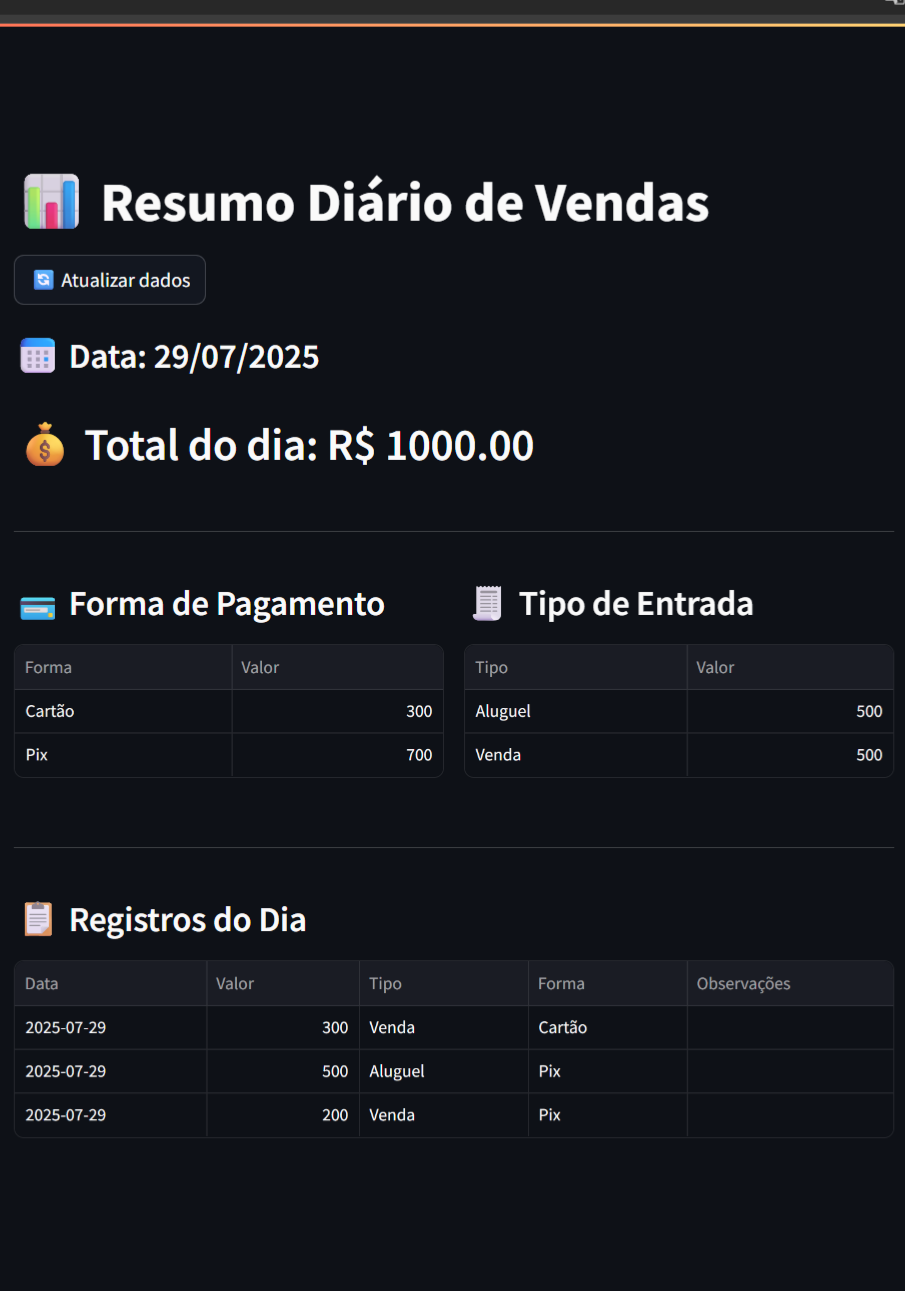 Resumo Diário de Vendas
Atualizar dados
Data: 29/07/2025
Total do dia: R$ 1000.00
Forma de Pagamento
Forma Valor
Cartão 300
Pix 700
Tipo de Entrada
Tipo Valor
Aluguel 500
Venda 500
Registros do Dia
Data Valor Tipo Forma Observações
2025-07-29 300 Venda Cartão
2025-07-29 500 Aluguel Pix
2025-07-29 200 Venda Pix